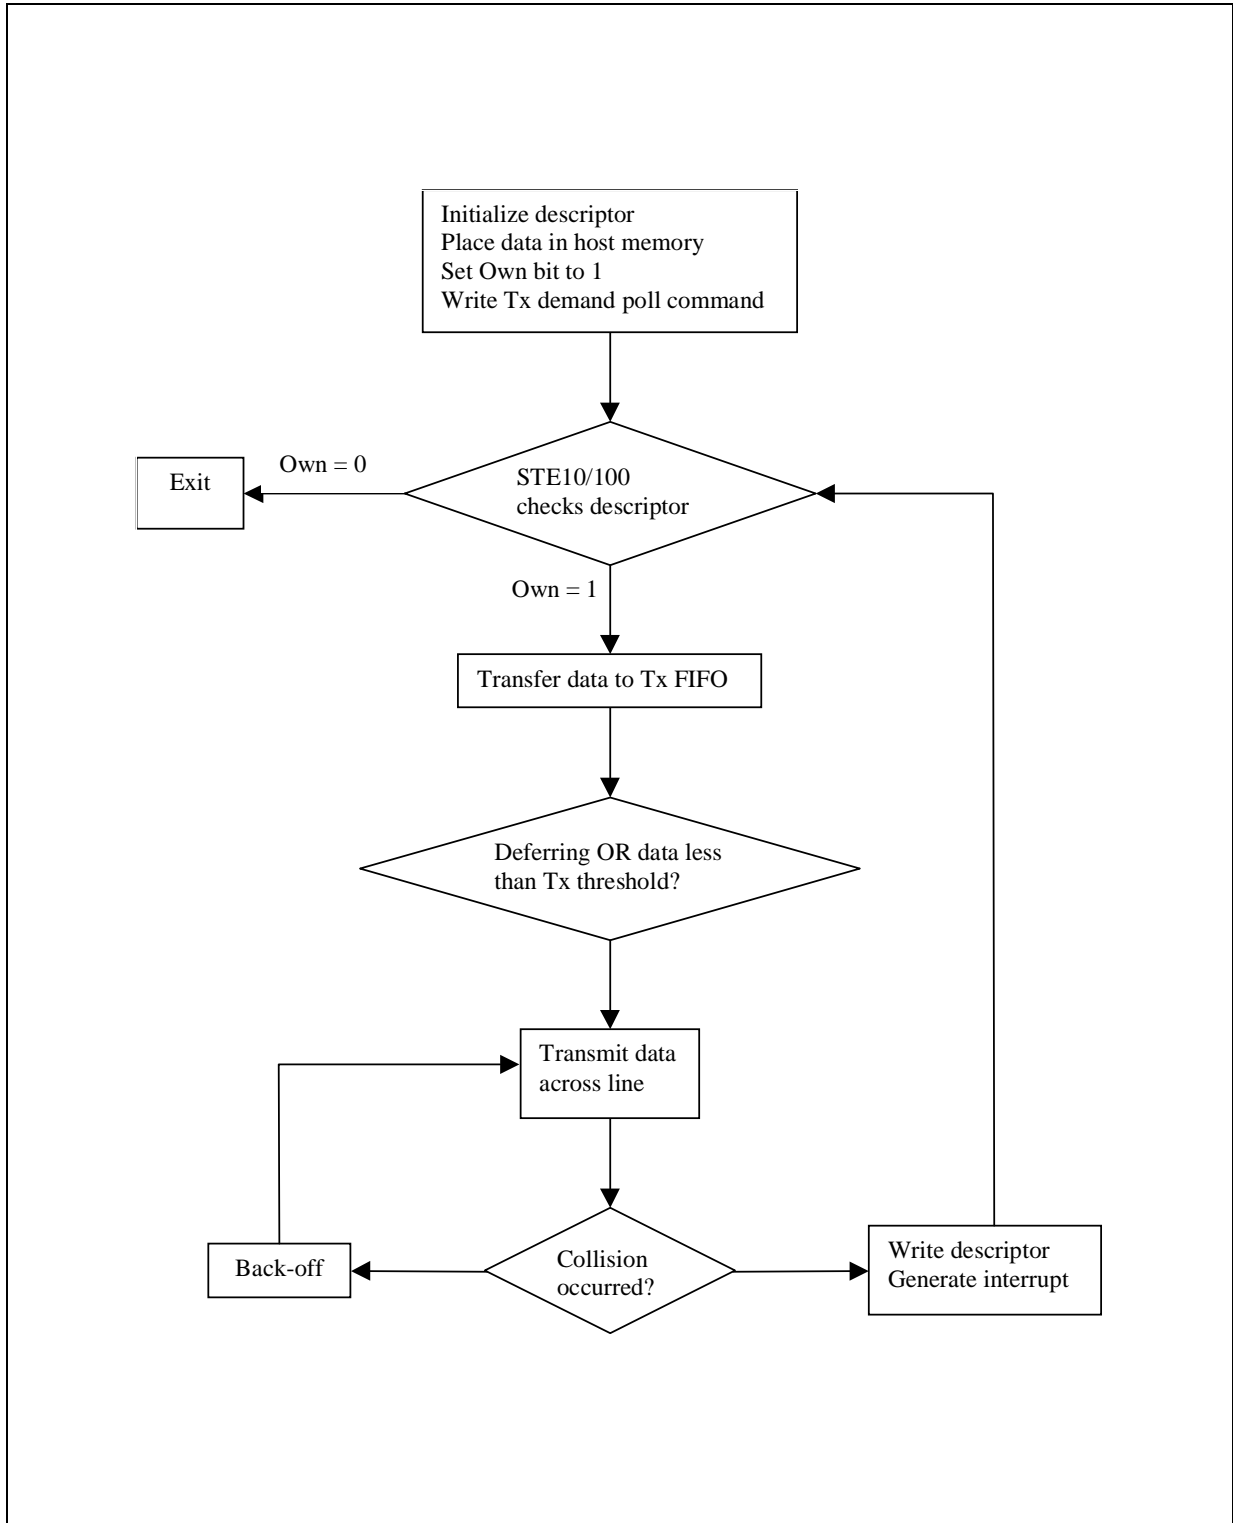 Initialize descriptor
Place data in host memory
Set Own bit to 1
Write Tx demand poll command
Exit
Own = 0
STE10/100
checks descriptor
Own = 1
Transfer data to Tx FIFO
Deferring OR data less
than Tx threshold?
Transmit data
across line
Back-off
Collision
occurred?
Write descriptor
Generate interrupt